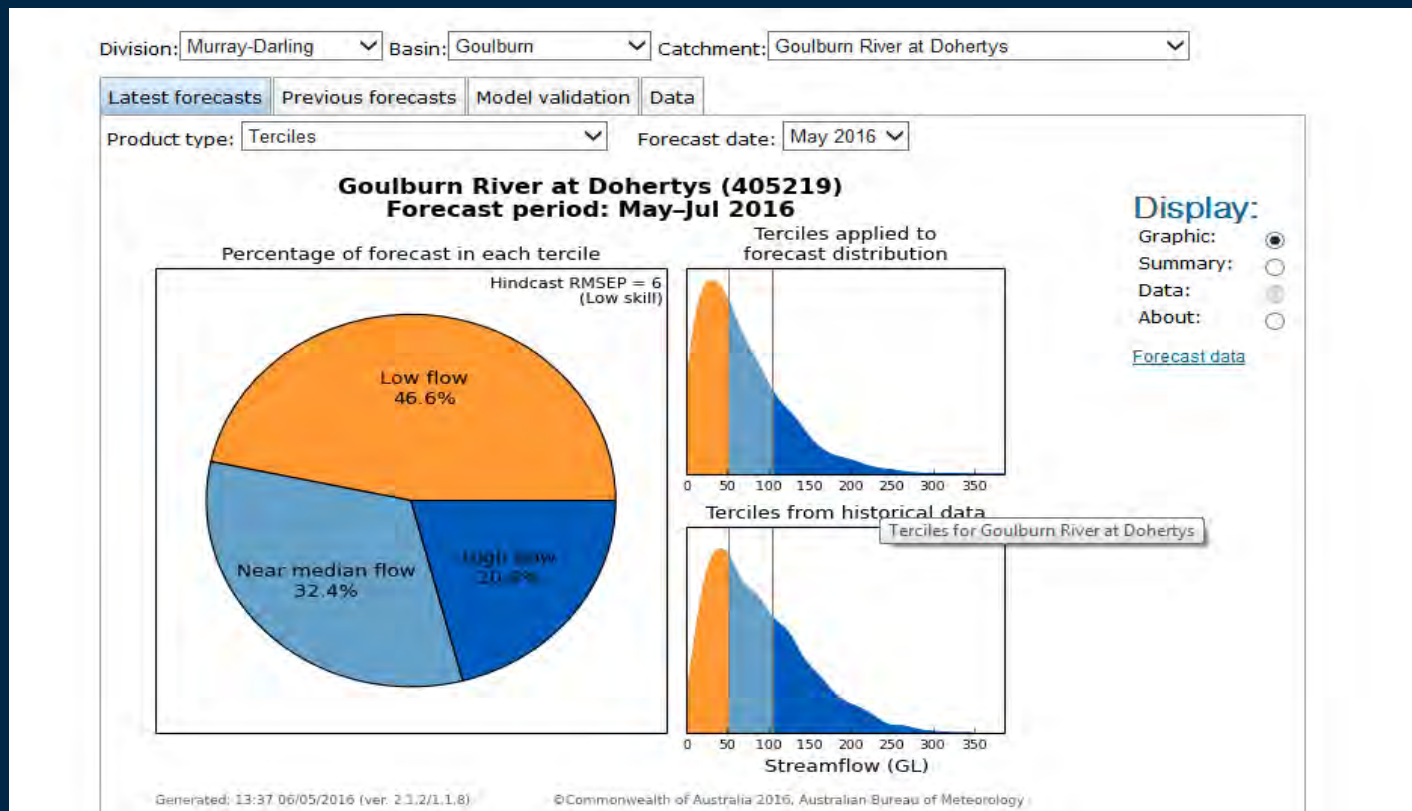 Division: Murray-Darling Basin: Goulburn Catchment: Goulburn River at Dohertys
Latest forecasts Previous forecasts Model validation Data
Product type: Terciles Forecast date: May 2016
Goulburn River at Dohertys (405219)
Forecast period: May–Jul 2016
Percentage of forecast in each tercile
Hindcast RMSEP = 6
(Low skill)
Low flow
46.6%
Near median flow
32.4%
High flow
Terciles applied to
forecast distribution
0 50 100 150 200 250 300 350
Terciles from historical data
Terciles for Goulburn River at Dohertys
0 50 100 150 200 250 300 350
Streamflow (GL)
Display:
Graphic:
Summary:
Data:
About:
Forecast data
Generated: 13:37 06/05/2016 (ver. 2.1.2/1.1.8) ©Commonwealth of Australia 2016, Australian Bureau of Meteorology